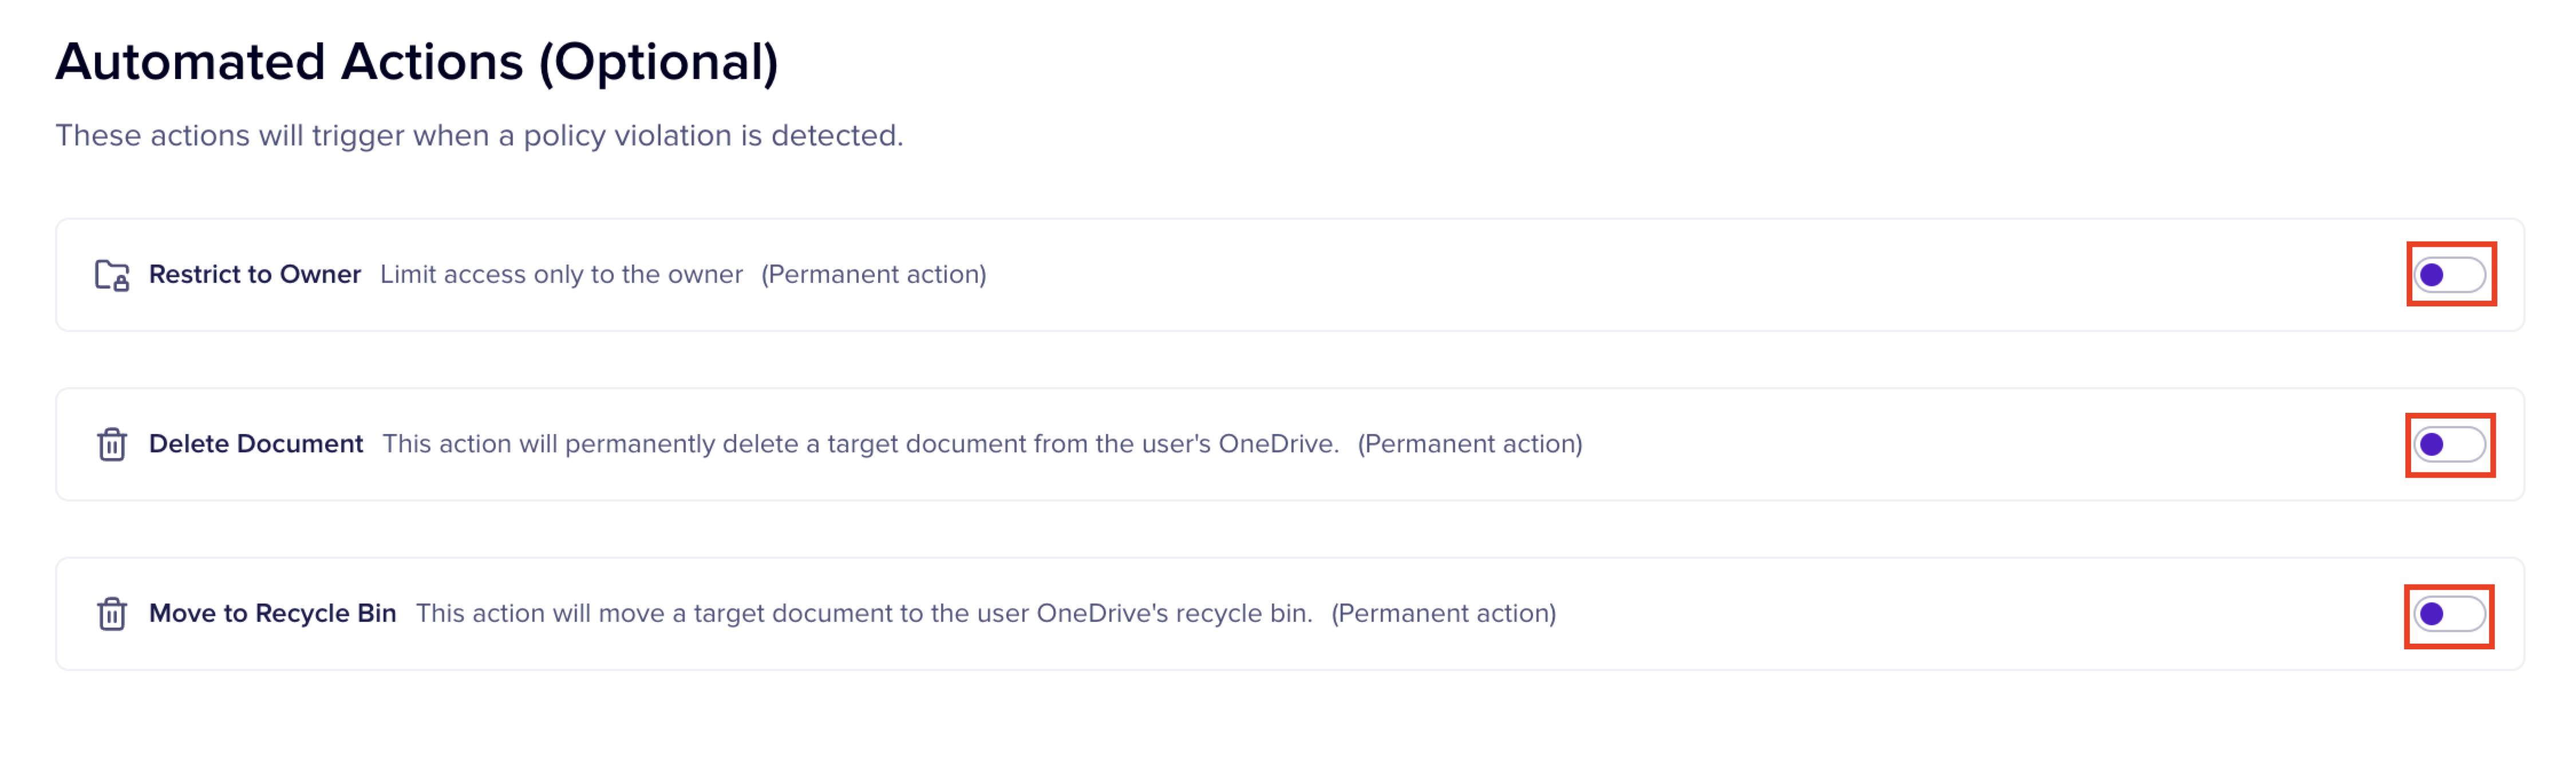 Automated Actions (Optional)
These actions will trigger when a policy violation is detected.
Restrict to Owner Limit access only to the owner (Permanent action)
Delete Document This action will permanently delete a target document from the user's OneDrive. (Permanent action)
Move to Recycle Bin This action will move a target document to the user OneDrive's recycle bin. (Permanent action)